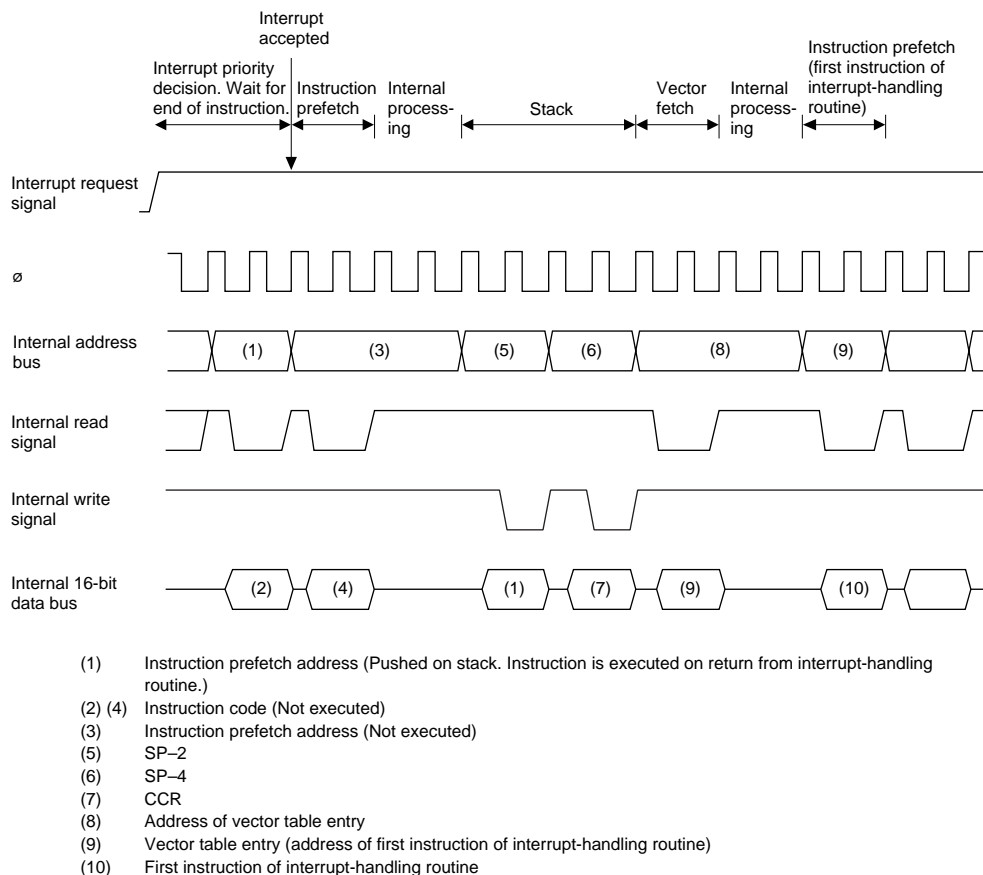 Interrupt
accepted
Interrupt priority
decision. Wait for
end of instruction.
Instruction
prefetch
Internal
process-
ing
Stack
Vector
fetch
Internal
process-
ing
Instruction prefetch
(first instruction of
interrupt-handling
routine)
Interrupt request
signal
ø
Internal address
bus
(1)
(3)
(5)
(6)
(8)
(9)
Internal read
signal
Internal write
signal
Internal 16-bit
data bus
(2)
(4)
(1)
(7)
(9)
(10)
(1) Instruction prefetch address (Pushed on stack. Instruction is executed on return from interrupt-handling
routine.)
(2) (4) Instruction code (Not executed)
(3) Instruction prefetch address (Not executed)
(5) SP–2
(6) SP–4
(7) CCR
(8) Address of vector table entry
(9) Vector table entry (address of first instruction of interrupt-handling routine)
(10) First instruction of interrupt-handling routine